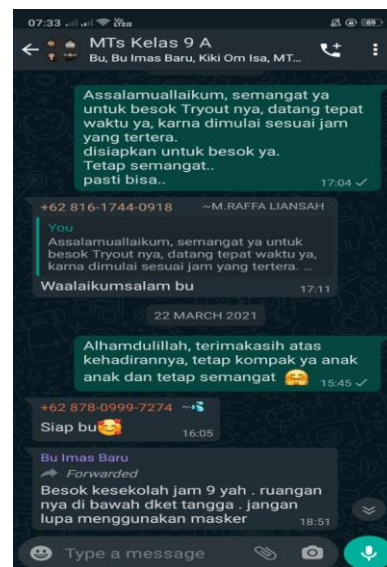 07:33
69
MTs Kelas 9 A
Bu, Bu Imas Baru, Kiki Om Isa, MT...
Assalamuallaikum, semangat ya
untuk besok Tryout nya, datang tepat
waktu ya, karna dimulai sesuai jam
yang tertera.
disiapkan untuk besok ya.
Tetap semangat..
pasti bisa..
17:04
+62 816-1744-0918 ~M.RAFFA LIANSAH
You
Assalamuallaikum, semangat ya untuk
besok Tryout nya, datang tepat waktu ya,
karna dimulai sesuai jam yang tertera. ...
Waalaikumsalam bu
17:11
22 MARCH 2021
Alhamdulillah, terimakasih atas
kehadirannya, tetap kompak ya anak
anak dan tetap semangat 🤗
15:45
+62 878-0999-7274 ~💦
Siap bu🥰
16:05
Bu Imas Baru
Forwarded
Besok kesekolah jam 9 yah . ruangan
nya di bawah dket tangga . jangan
lupa menggunakan masker
18:51
Type a message